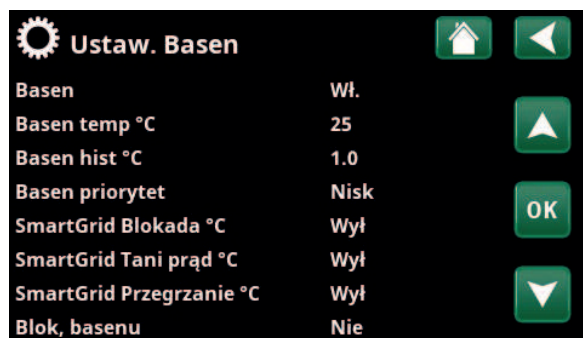 Ustaw. Basen
Basen Wł.
Basen temp °C 25
Basen hist °C 1.0
Basen priorytet Nisk
SmartGrid Blokada °C Wył
SmartGrid Tani prąd °C Wył
SmartGrid Przegrzanie °C Wył
Blok, basenu Nie
OK